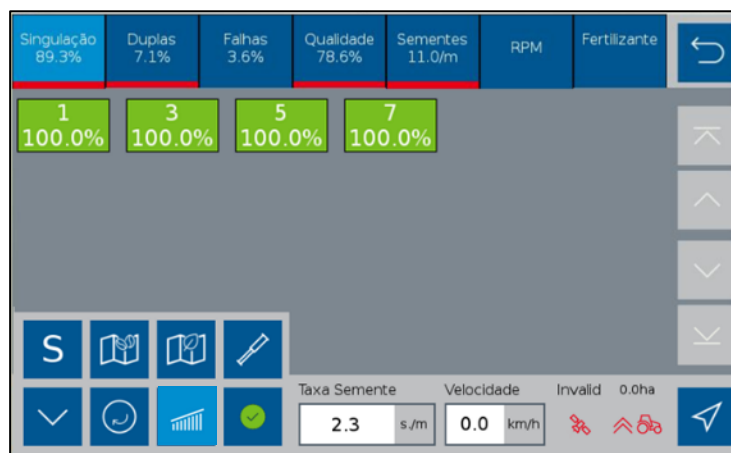 Singulação
89.3%
Duplas
7.1%
Falhas
3.6%
Qualidade
78.6%
Sementes
11.0/m
RPM
Fertilizante
1
100.0%
3
100.0%
5
100.0%
7
100.0%
S
Taxa Semente
Velocidade
Invalid
0.0ha
2.3
s./m
0.0
km/h